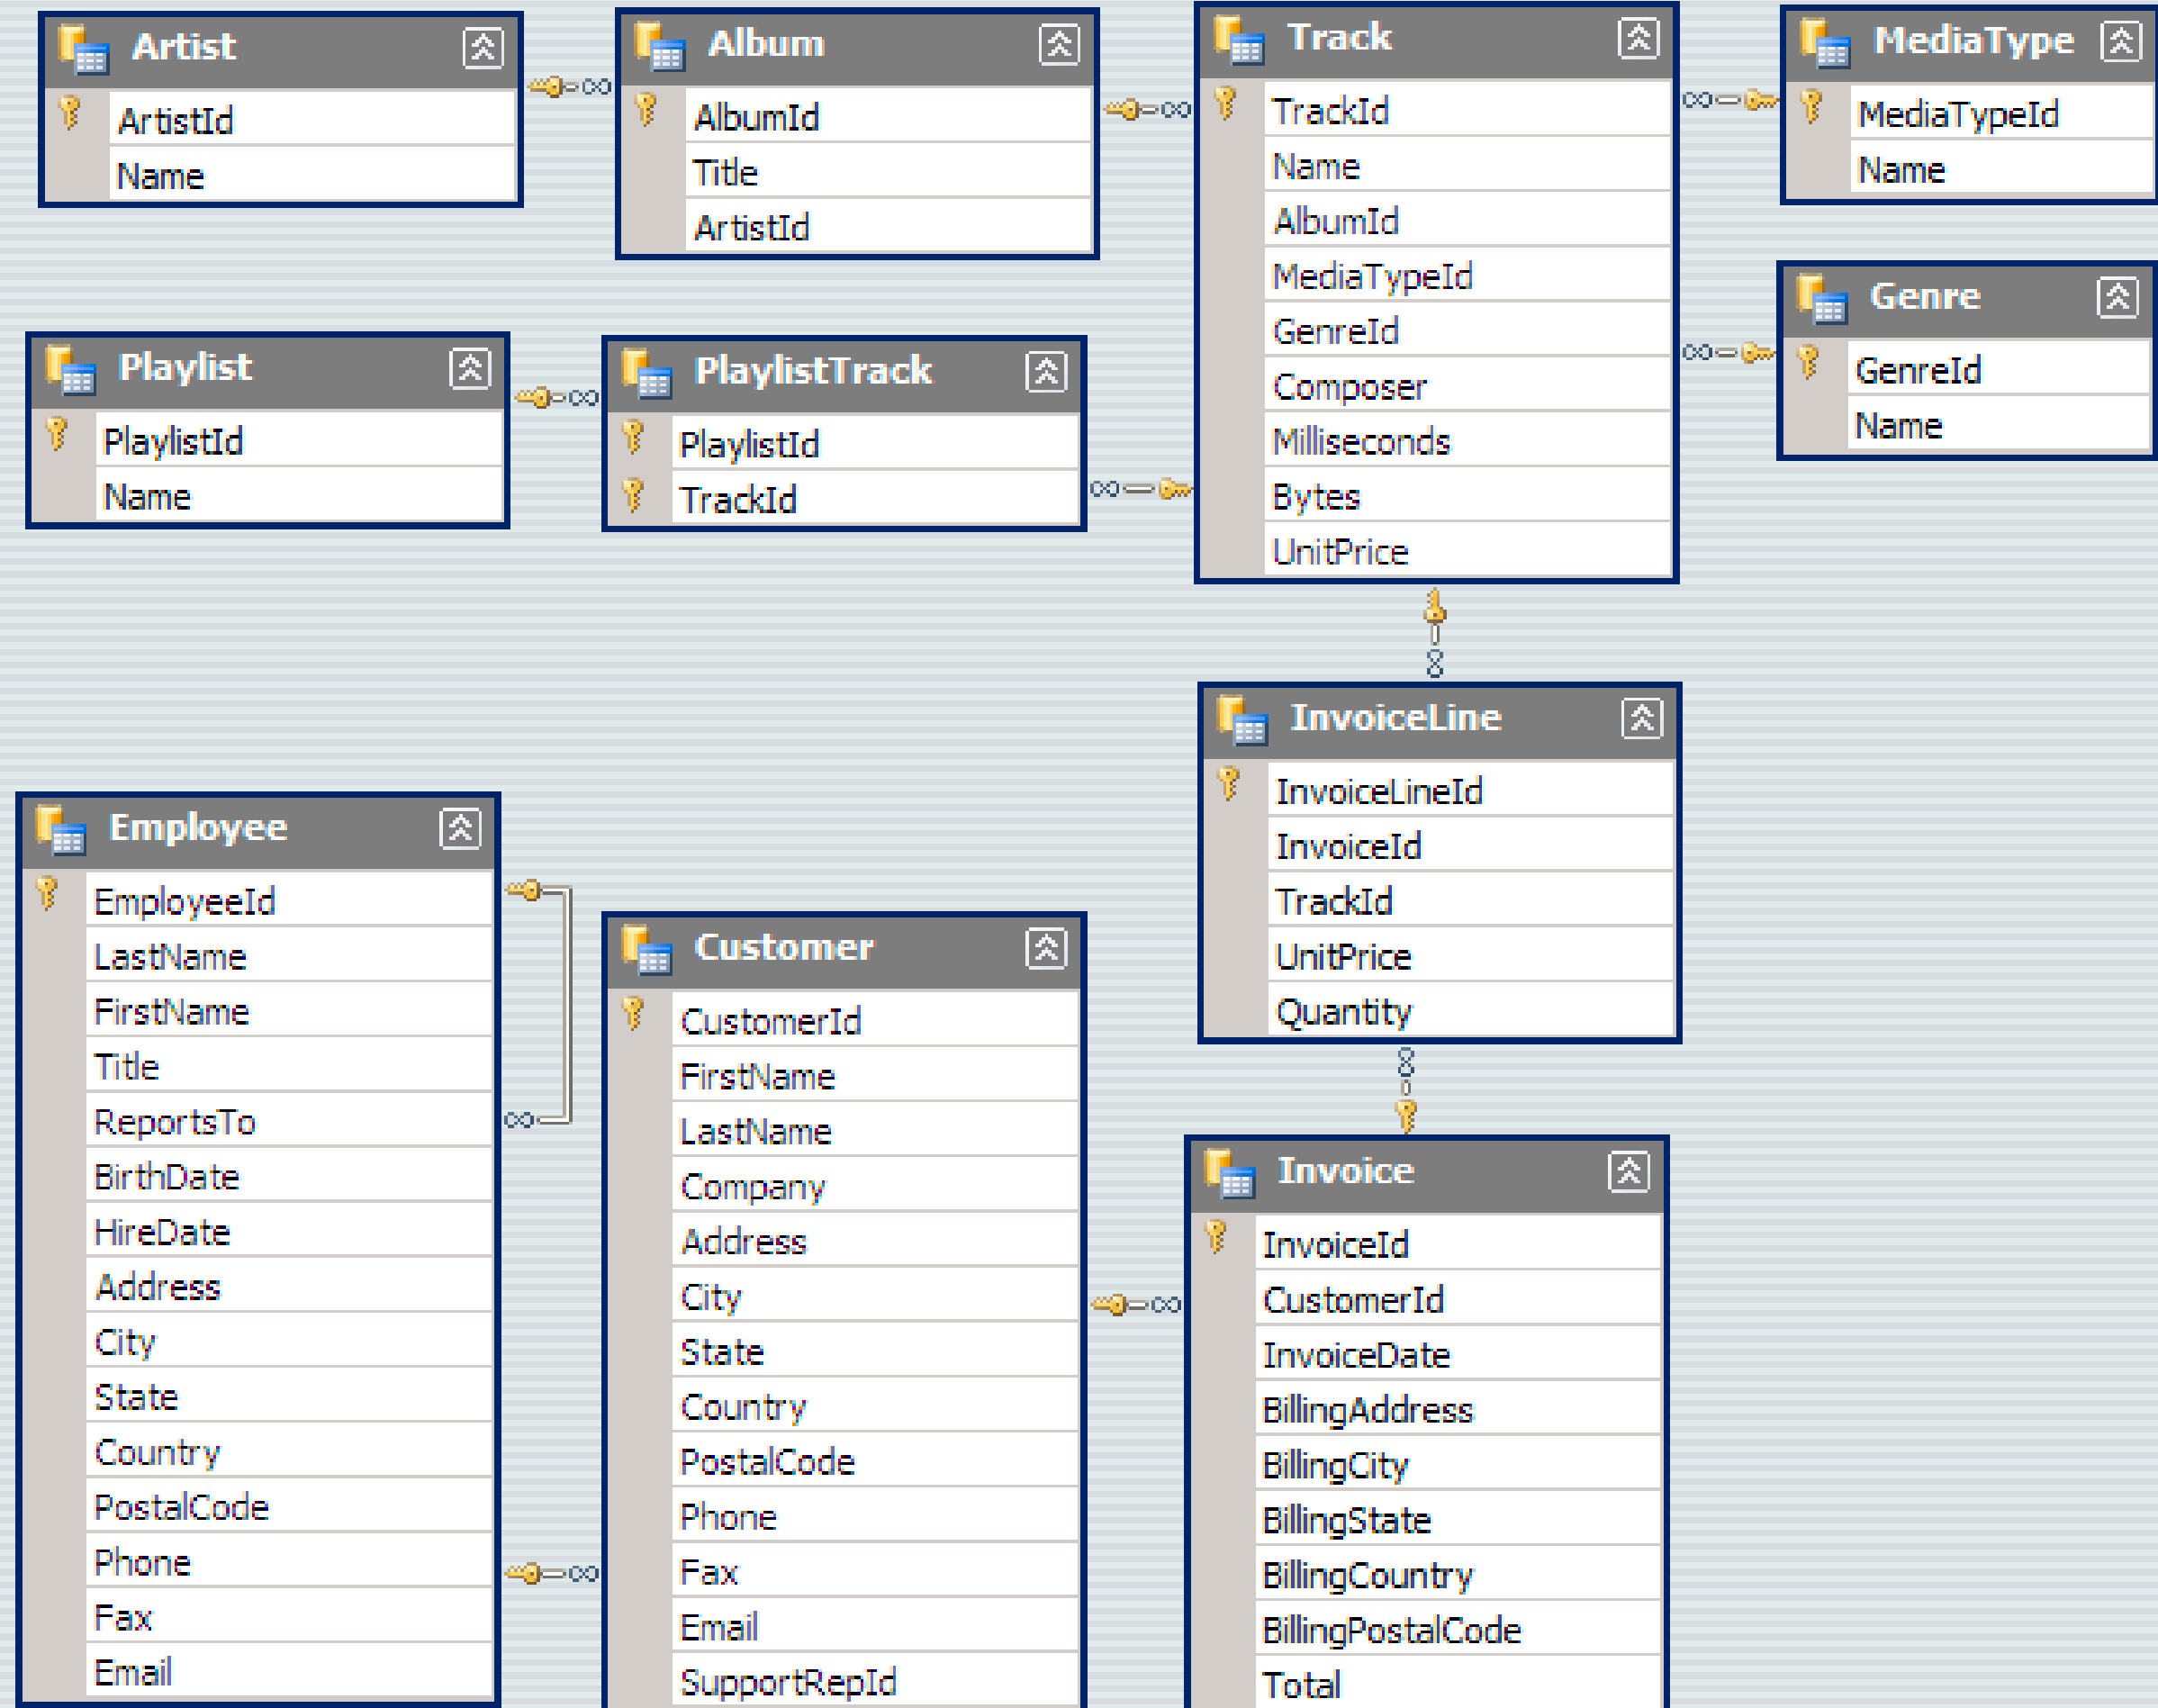 Artist
ArtistId
Name
Album
AlbumId
Title
ArtistId
Track
TrackId
Name
AlbumId
MediaTypeId
GenreId
Composer
Milliseconds
Bytes
UnitPrice
MediaType
MediaTypeId
Name
Genre
GenreId
Name
Playlist
PlaylistId
Name
PlaylistTrack
PlaylistId
TrackId
InvoiceLine
InvoiceLineId
InvoiceId
TrackId
UnitPrice
Quantity
Employee
EmployeeId
LastName
FirstName
Title
ReportsTo
BirthDate
HireDate
Address
City
State
Country
PostalCode
Phone
Fax
Email
Customer
CustomerId
FirstName
LastName
Company
Address
City
State
Country
PostalCode
Phone
Fax
Email
SupportRepId
Invoice
InvoiceId
CustomerId
InvoiceDate
BillingAddress
BillingCity
BillingState
BillingCountry
BillingPostalCode
Total